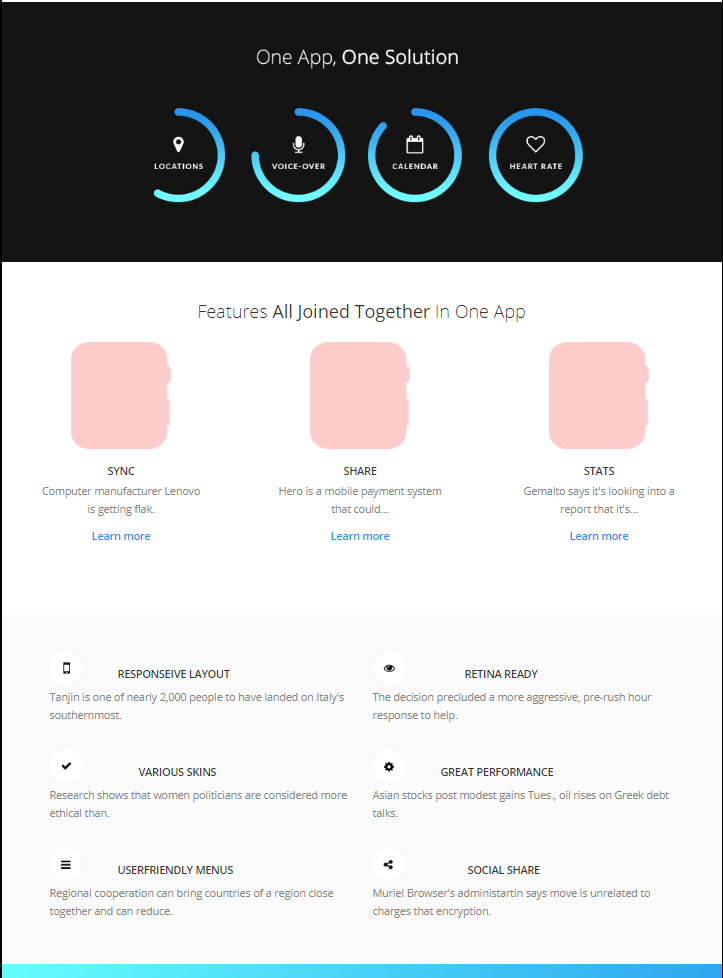 One App, One Solution
LOCATIONS
VOICE-OVER
CALENDAR
HEART RATE
Features All Joined Together In One App
SYNC
Computer manufacturer Lenovo
is getting flak.
Learn more
SHARE
Hero is a mobile payment system
that could...
Learn more
STATS
Gemalto says it's looking into a
report that it's...
Learn more
RESPONSEIVE LAYOUT
Tanjin is one of nearly 2,000 people to have landed on Italy's
southernmost.
RETINA READY
The decision precluded a more aggressive, pre-rush hour
response to help.
VARIOUS SKINS
Research shows that women politicians are considered more
ethical than.
GREAT PERFORMANCE
Asian stocks post modest gains Tues., oil rises on Greek debt
talks.
USERFRIENDLY MENUS
Regional cooperation can bring countries of a region close
together and can reduce.
SOCIAL SHARE
Muriel Browser's administartin says move is unrelated to
charges that encryption.